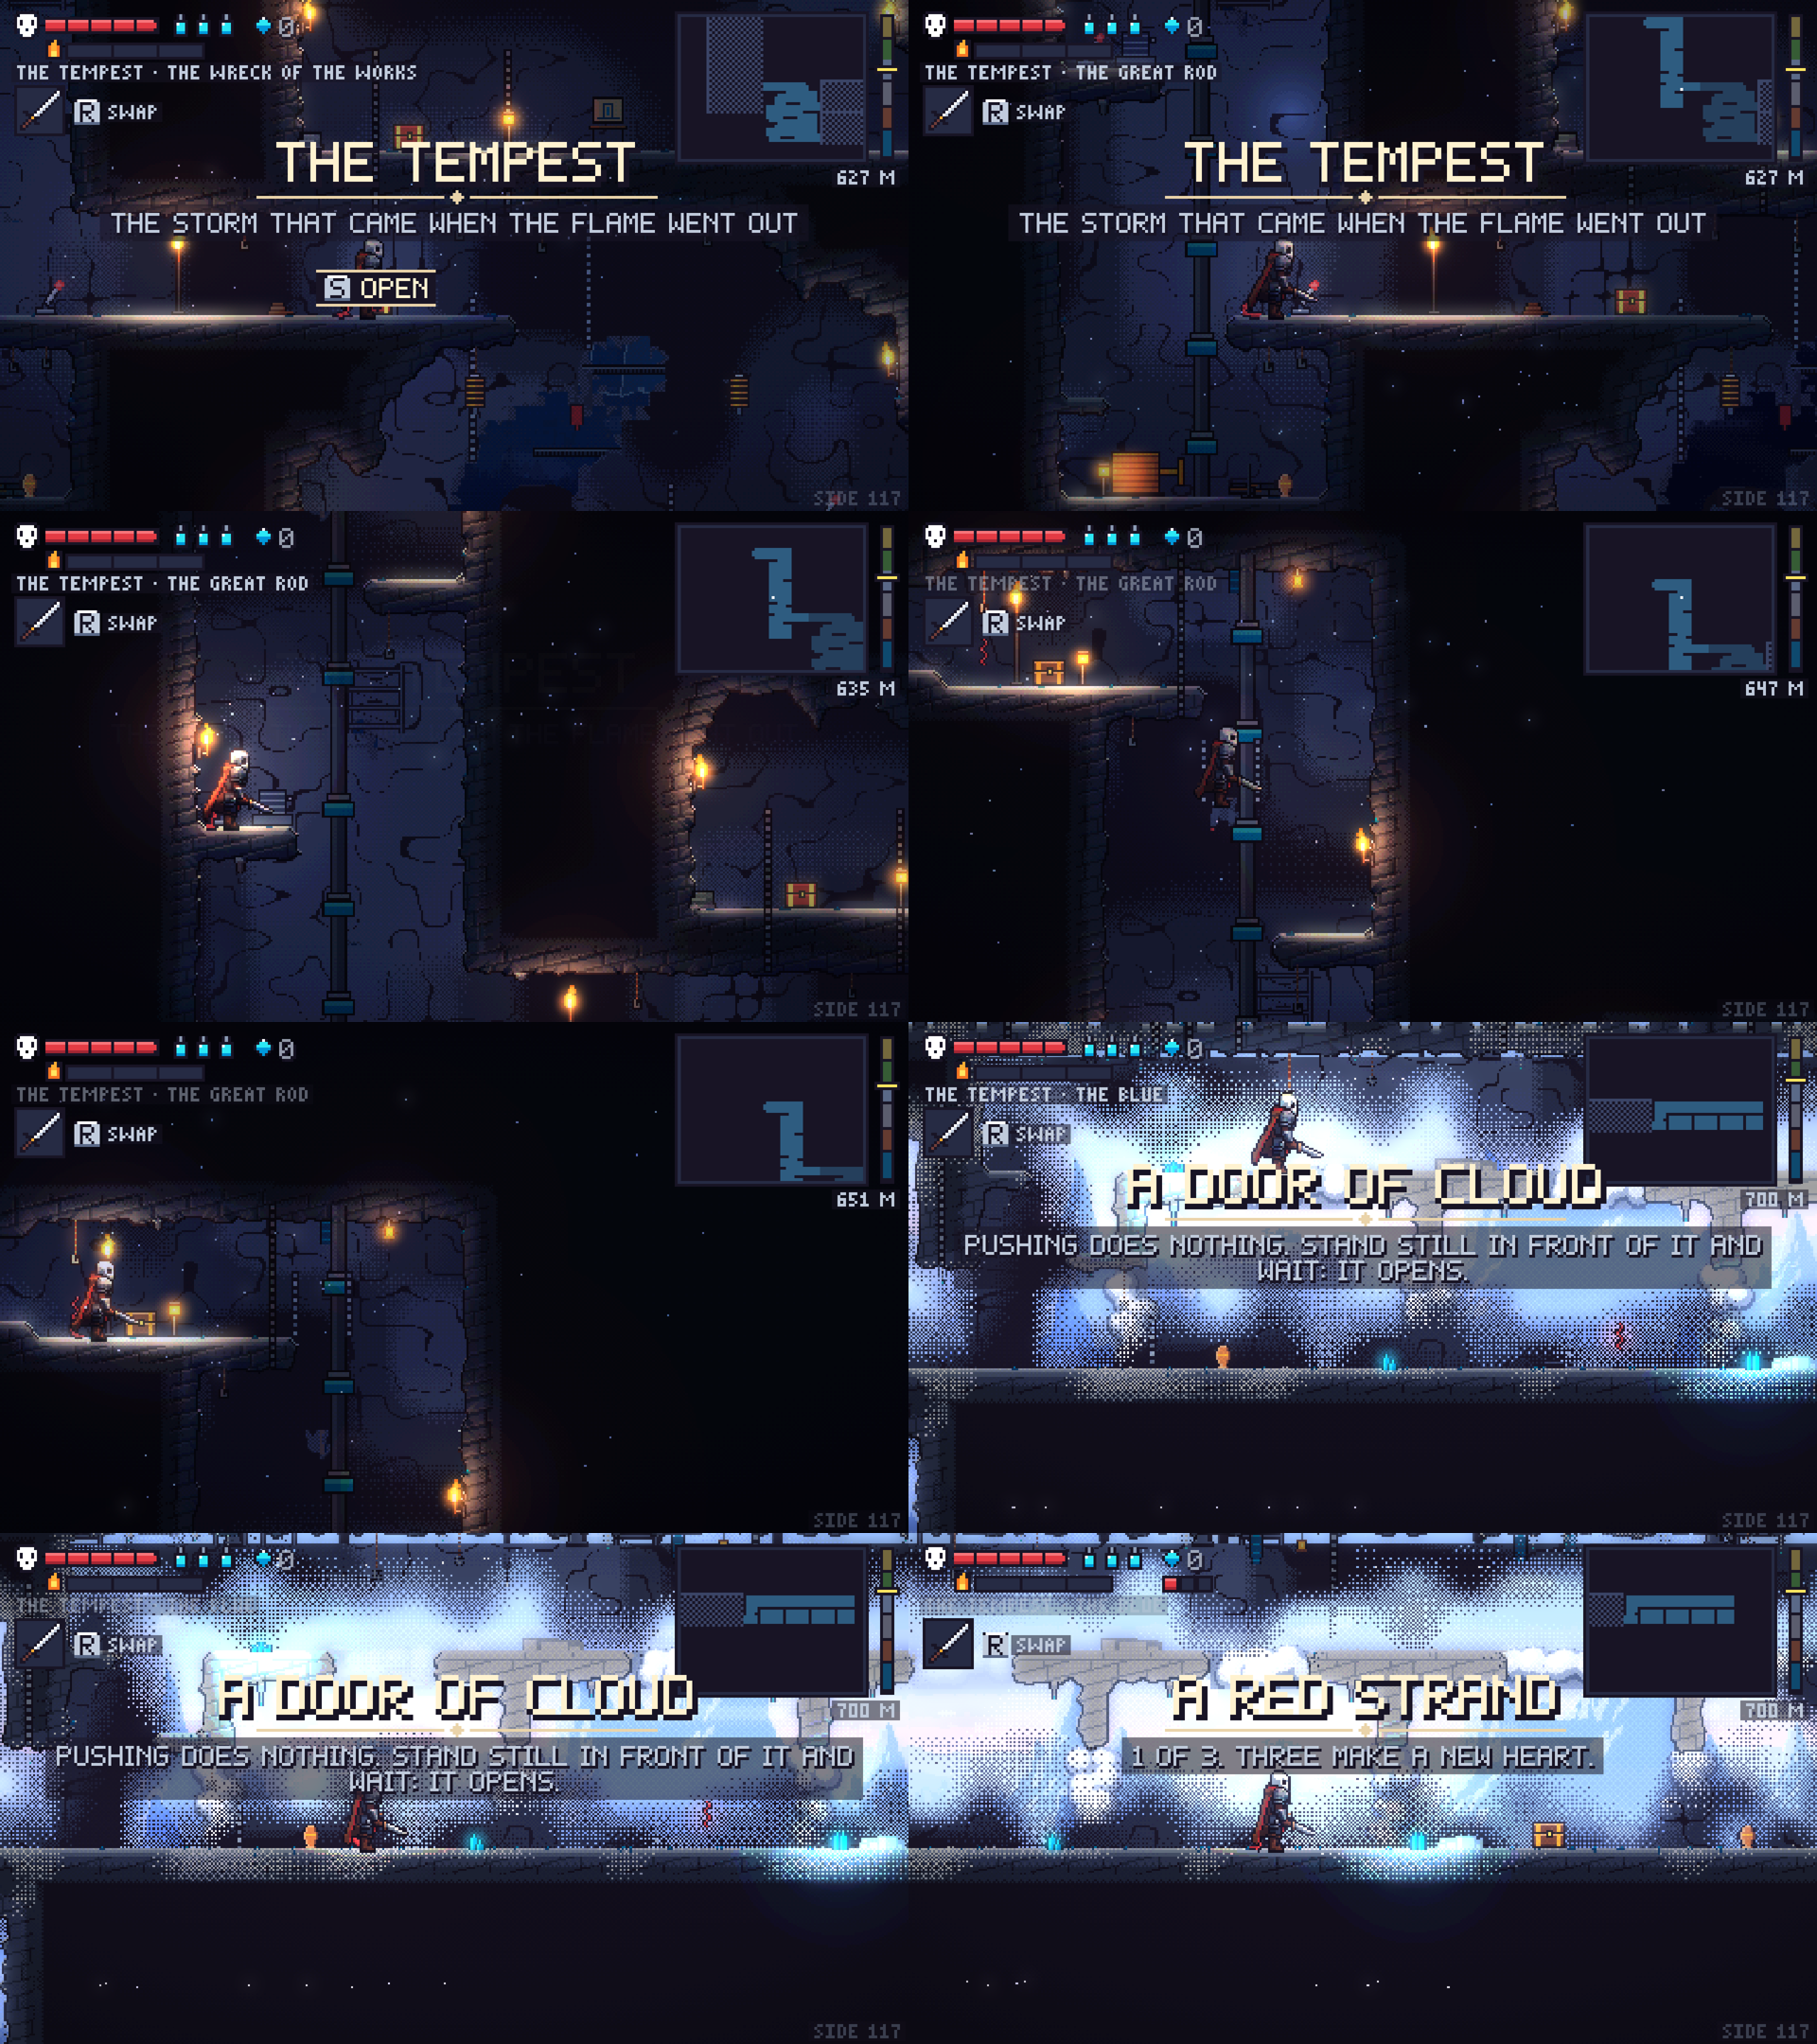 0
THE TEMPEST · THE WRECK OF THE WORKS
R SWAP
THE TEMPEST
627 M
THE STORM THAT CAME WHEN THE FLAME WENT OUT
S OPEN
SIDE 117
0
THE TEMPEST · THE GREAT ROD
R SWAP
THE TEMPEST
627 M
THE STORM THAT CAME WHEN THE FLAME WENT OUT
SIDE 117
0
THE TEMPEST · THE GREAT ROD
R SWAP
635 M
SIDE 117
0
THE TEMPEST · THE GREAT ROD
R SWAP
647 M
SIDE 117
0
THE TEMPEST · THE GREAT ROD
R SWAP
651 M
SIDE 117
0
THE TEMPEST · THE BLUE
R SWAP
A DOOR OF CLOUD
700 M
PUSHING DOES NOTHING. STAND STILL IN FRONT OF IT AND
WAIT: IT OPENS.
SIDE 117
0
THE TEMPEST
R SWAP
A DOOR OF CLOUD
700 M
PUSHING DOES NOTHING. STAND STILL IN FRONT OF IT AND
WAIT: IT OPENS.
SIDE 117
0
R SWAP
A RED STRAND
700 M
1 OF 3. THREE MAKE A NEW HEART.
SIDE 117